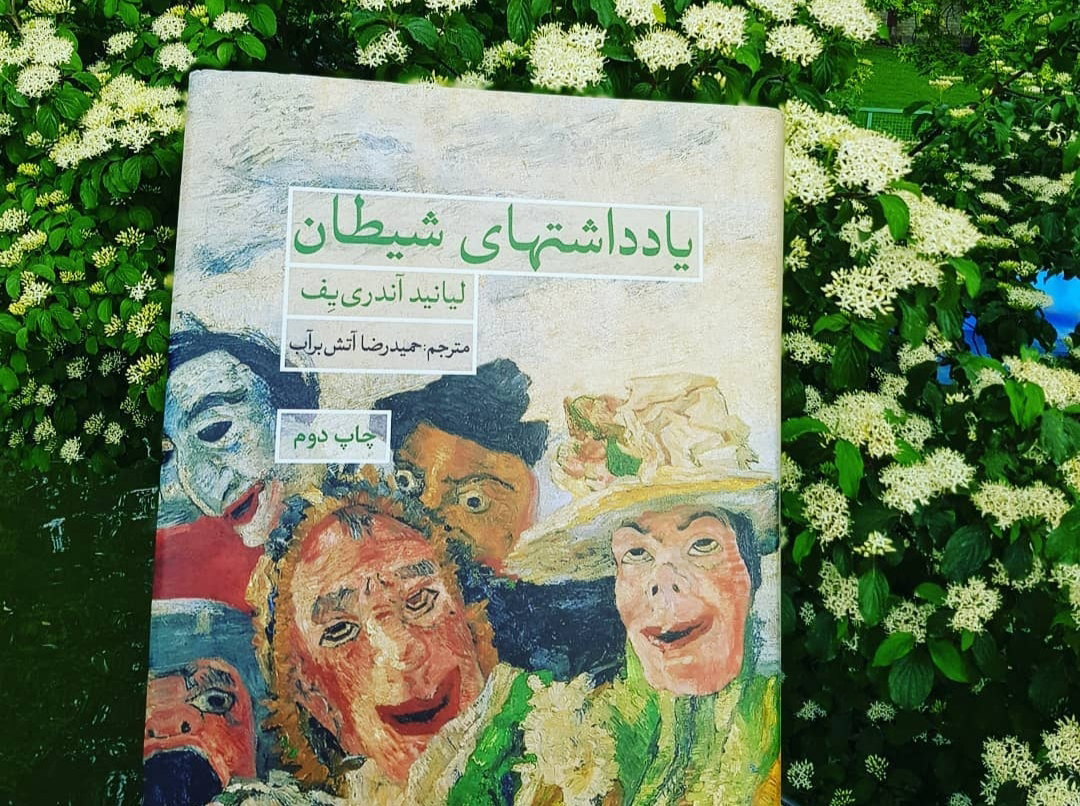 یادداشتهای شیطان
لیانید آندری‌یِف
مترجم: حمیدرضا آتش‌برآب
چاپ دوم